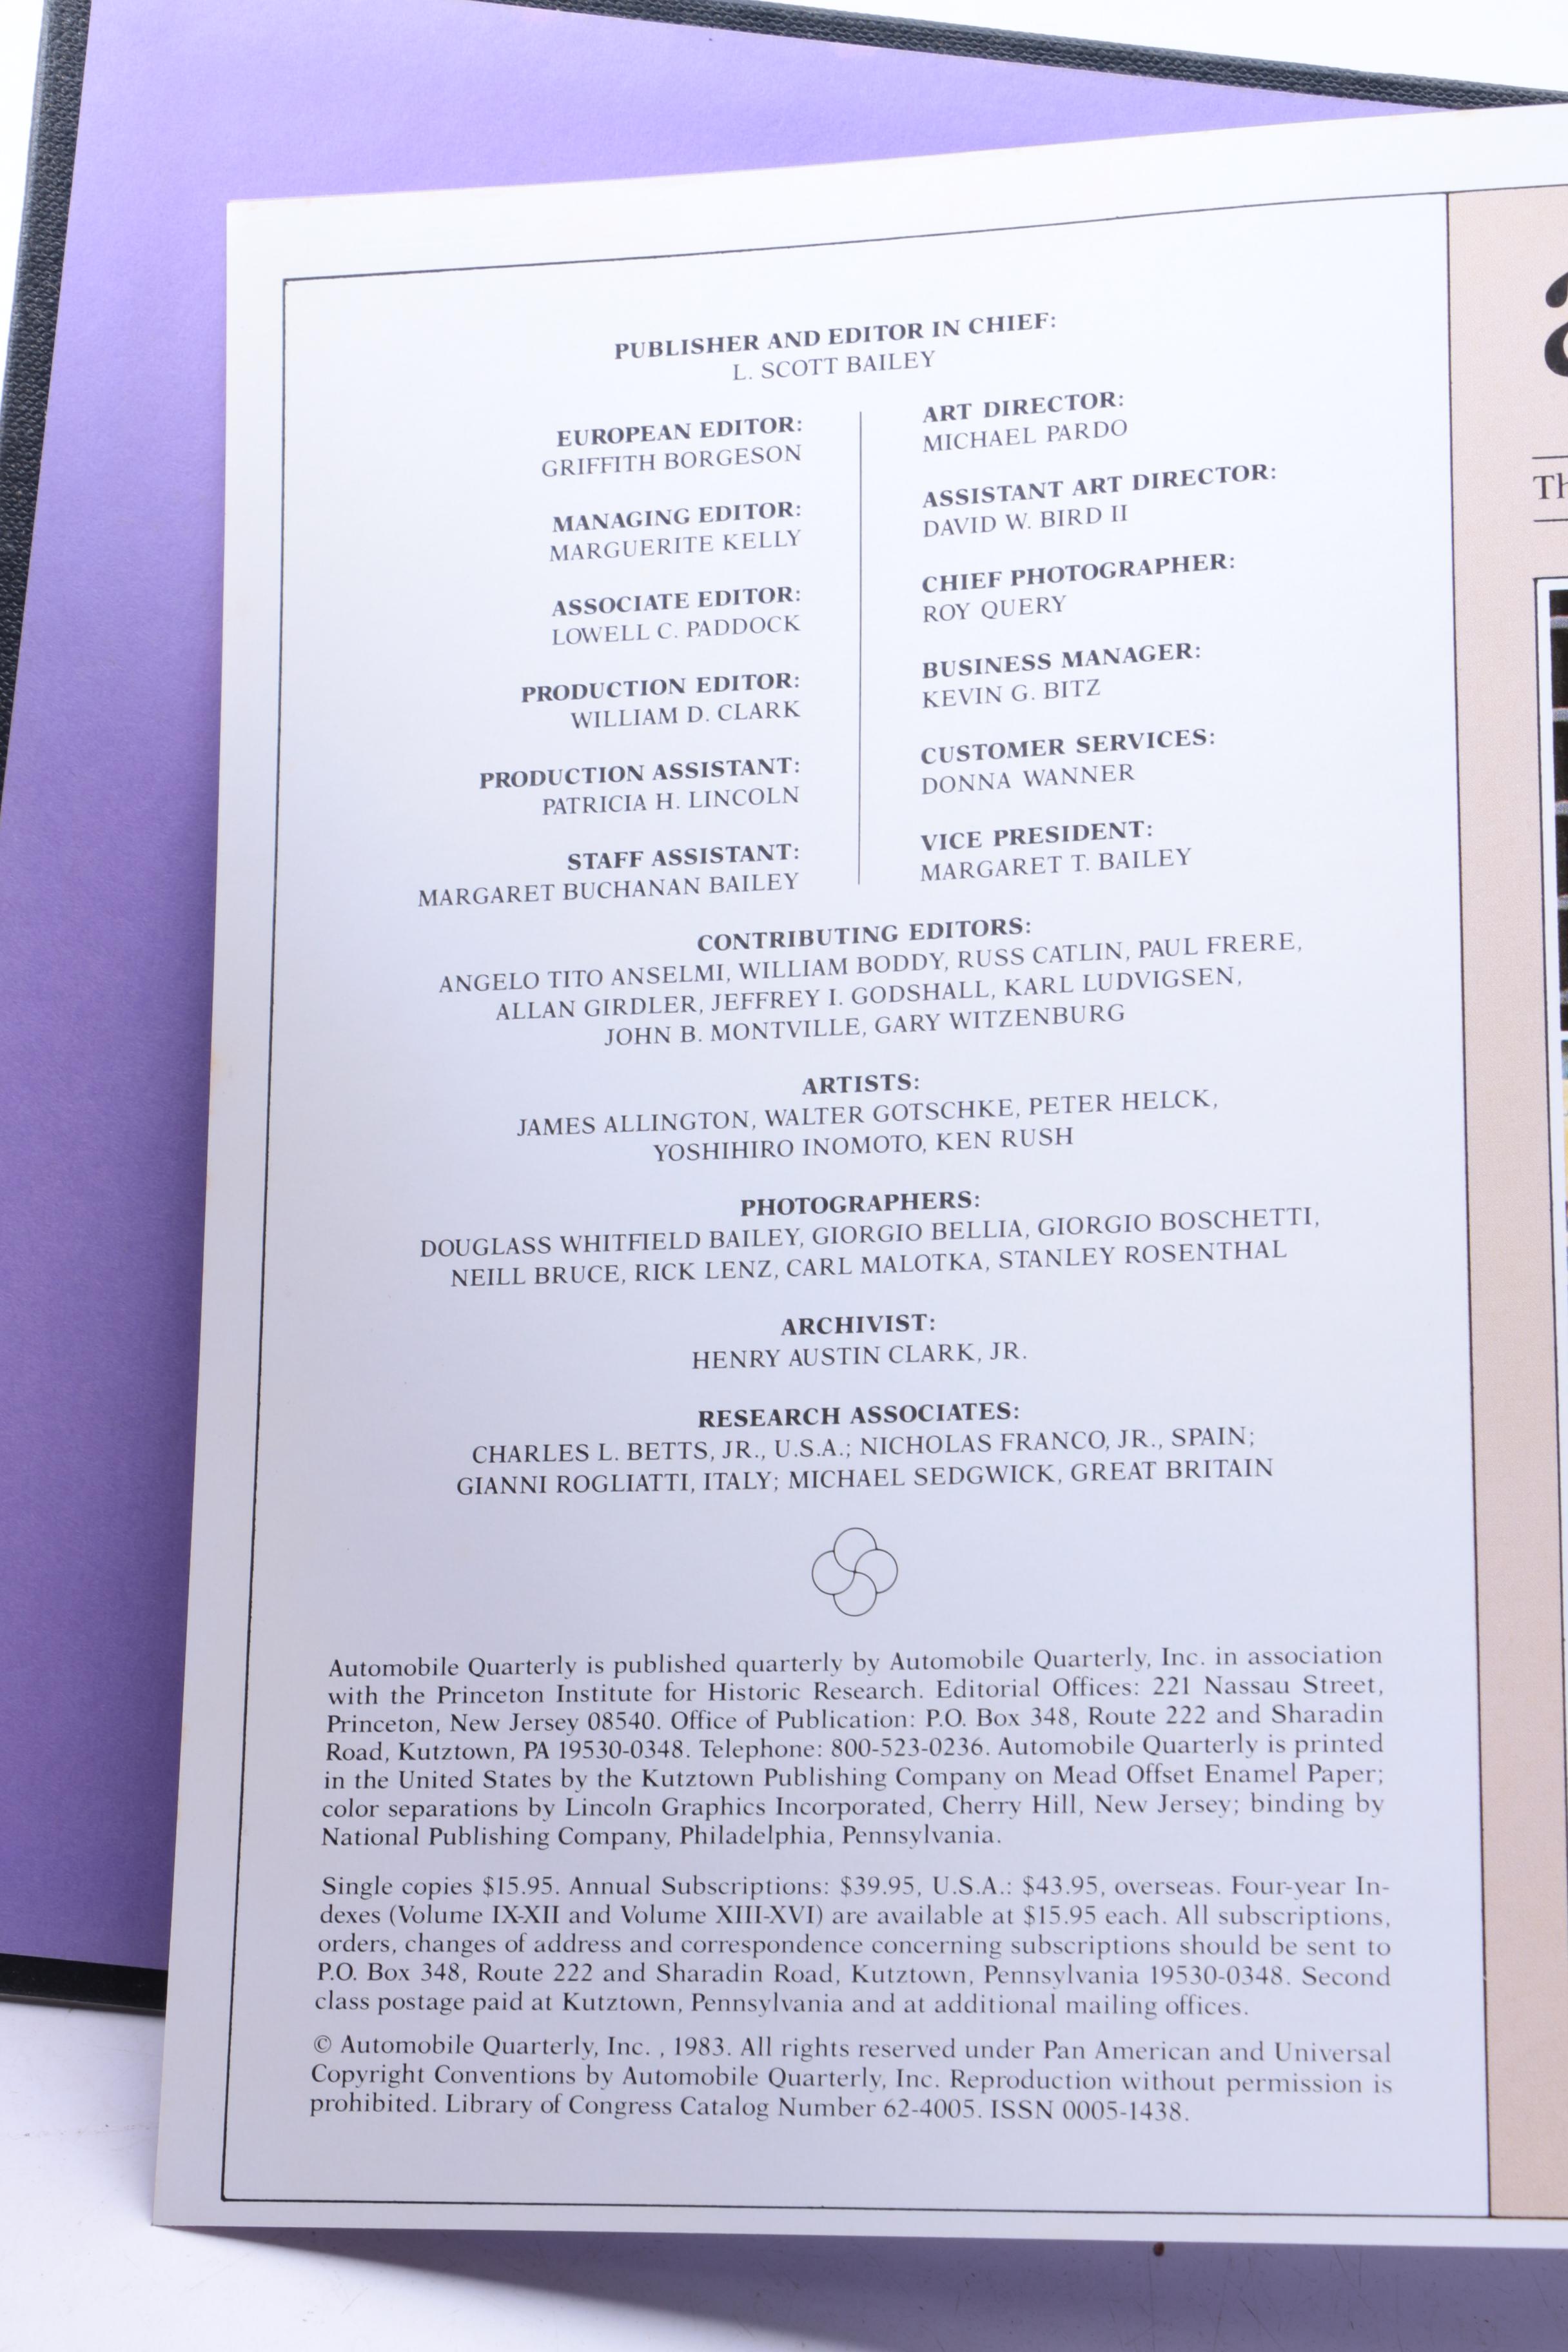 PUBLISHER AND EDITOR IN CHIEF:
L. SCOTT BAILEY
EUROPEAN EDITOR:
GRIFFITH BORGESON
MANAGING EDITOR:
MARGUERITE KELLY
ASSOCIATE EDITOR:
LOWELL C. PADDOCK
PRODUCTION EDITOR:
WILLIAM D. CLARK
PRODUCTION ASSISTANT:
PATRICIA H. LINCOLN
STAFF ASSISTANT:
MARGARET BUCHANAN BAILEY
ART DIRECTOR:
MICHAEL PARDO
ASSISTANT ART DIRECTOR:
DAVID W. BIRD II
CHIEF PHOTOGRAPHER:
ROY QUERY
BUSINESS MANAGER:
KEVIN G. BITZ
CUSTOMER SERVICES:
DONNA WANNER
VICE PRESIDENT:
MARGARET T. BAILEY
CONTRIBUTING EDITORS:
ANGELO TITO ANSELMI, WILLIAM BODDY, RUSS CATLIN, PAUL FRERE,
ALLAN GIRDLER, JEFFREY I. GODSHALL, KARL LUDVIGSEN,
JOHN B. MONTVILLE, GARY WITZENBURG
ARTISTS:
JAMES ALLINGTON, WALTER GOTSCHKE, PETER HELCK,
YOSHIHIRO INOMOTO, KEN RUSH
PHOTOGRAPHERS:
DOUGLASS WHITFIELD BAILEY, GIORGIO BELLIA, GIORGIO BOSCHETTI,
NEILL BRUCE, RICK LENZ, CARL MALOTKA, STANLEY ROSENTHAL
ARCHIVIST:
HENRY AUSTIN CLARK, JR.
RESEARCH ASSOCIATES:
CHARLES L. BETTS, JR., U.S.A.; NICHOLAS FRANCO, JR., SPAIN;
GIANNI ROGLIATTI, ITALY; MICHAEL SEDGWICK, GREAT BRITAIN
Automobile Quarterly is published quarterly by Automobile Quarterly, Inc. in association
with the Princeton Institute for Historic Research. Editorial Offices: 221 Nassau Street,
Princeton, New Jersey 08540. Office of Publication: P.O. Box 348, Route 222 and Sharadin
Road, Kutztown, PA 19530-0348. Telephone: 800-523-0236. Automobile Quarterly is printed
in the United States by the Kutztown Publishing Company on Mead Offset Enamel Paper;
color separations by Lincoln Graphics Incorporated, Cherry Hill, New Jersey; binding by
National Publishing Company, Philadelphia, Pennsylvania.
Single copies $15.95. Annual Subscriptions: $39.95, U.S.A.: $43.95, overseas. Four-year In-
dexes (Volume IX-XII and Volume XIII-XVI) are available at $15.95 each. All subscriptions,
orders, changes of address and correspondence concerning subscriptions should be sent to
P.O. Box 348, Route 222 and Sharadin Road, Kutztown, Pennsylvania 19530-0348. Second
class postage paid at Kutztown, Pennsylvania and at additional mailing offices.
© Automobile Quarterly, Inc. , 1983. All rights reserved under Pan American and Universal
Copyright Conventions by Automobile Quarterly, Inc. Reproduction without permission is
prohibited. Library of Congress Catalog Number 62-4005. ISSN 0005-1438.